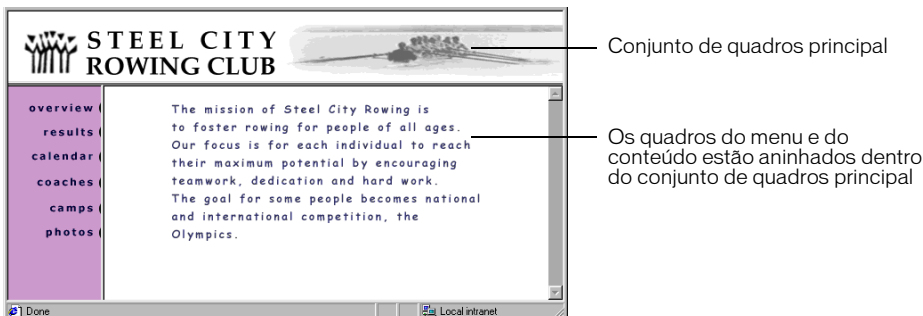 STEEL CITY
ROWING CLUB
Conjunto de quadros principal
overview
results
calendar
coaches
camps
photos
The mission of Steel City Rowing is
to foster rowing for people of all ages.
Our focus is for each individual to reach
their maximum potential by encouraging
teamwork, dedication and hard work.
The goal for some people becomes national
and international competition, the
Olympics.
Os quadros do menu e do
conteúdo estão aninhados dentro
do conjunto de quadros principal
Done
Local intranet